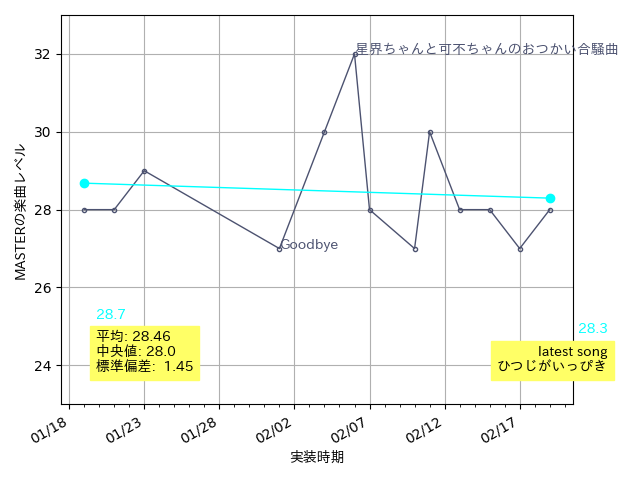 32
30
28
26
24
MASTERの楽曲レベル
星界ちゃんと可不ちゃんのおつかい合騒曲
Goodbye
28.7
平均: 28.46
中央値: 28.0
標準偏差: 1.45
28.3
latest song
ひつじがいっぴき
01/18
01/23
01/28
02/02
02/07
02/12
02/17
実装時期